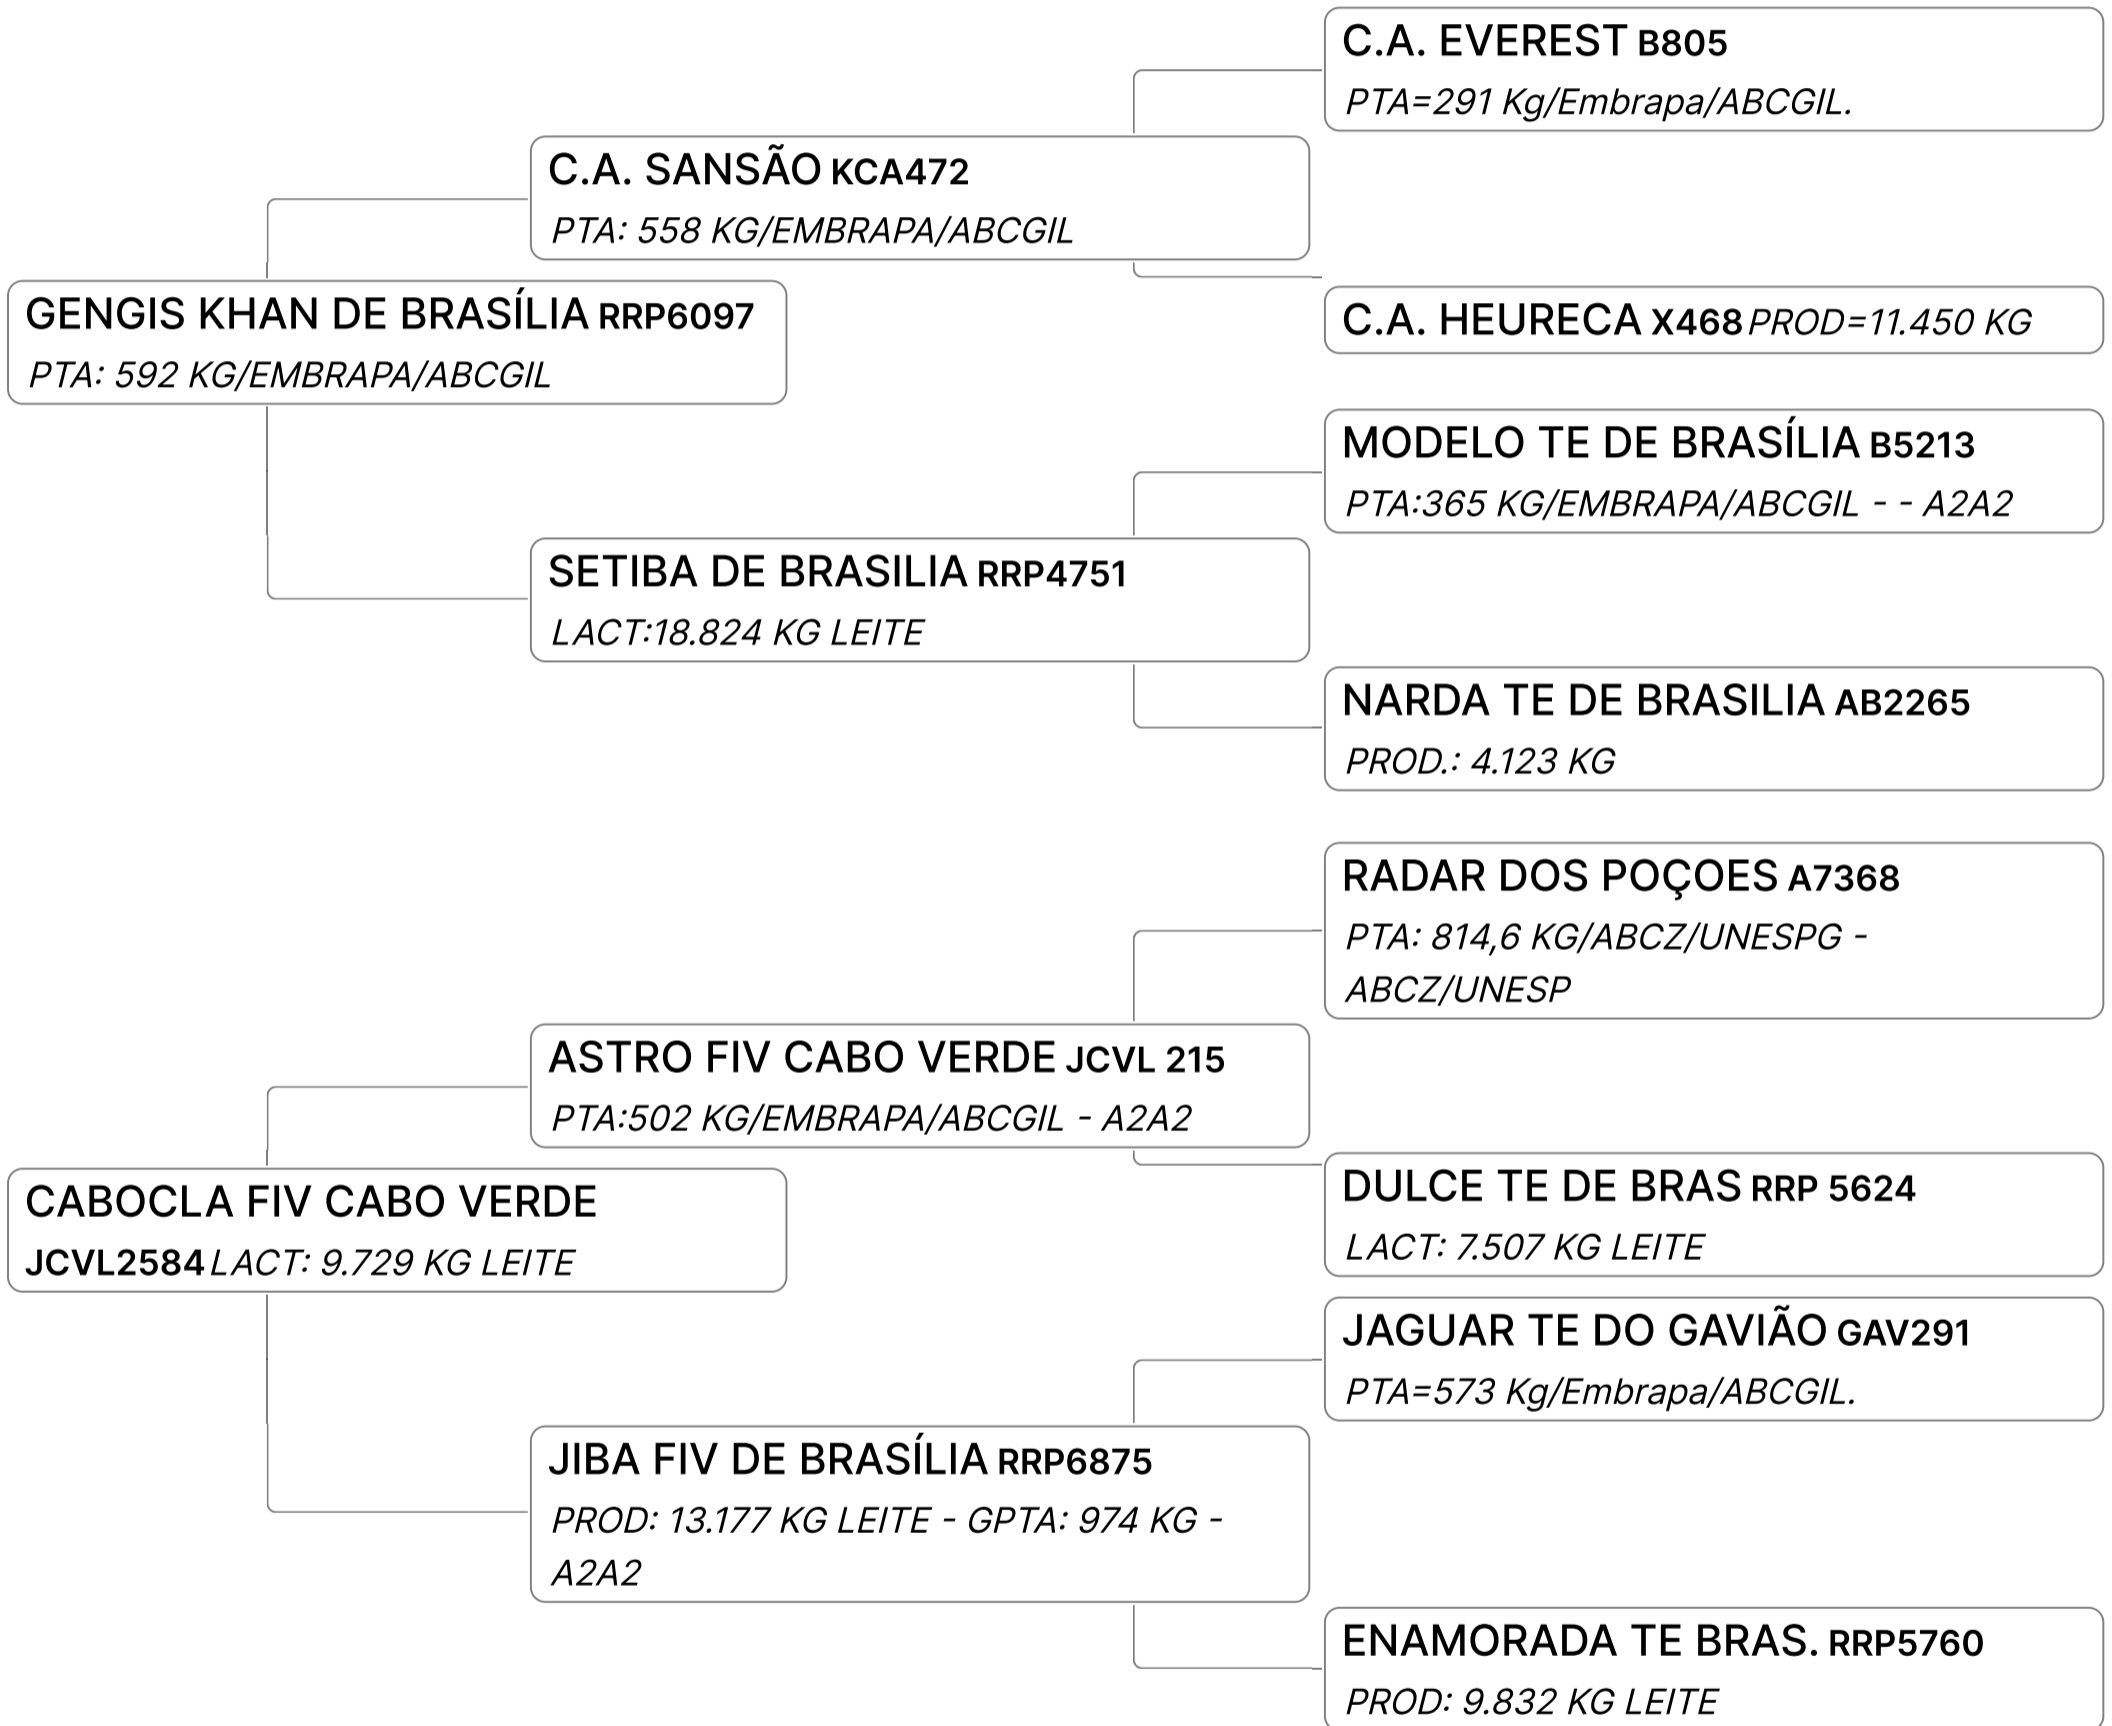 C.A. EVEREST B805
PTA=291 Kg/Embrapa/ABCGIL.
C.A. SANSÃO KCA472
PTA: 558 KG/EMBRAPA/ABCGIL
GENGIS KHAN DE BRASÍLIA RRP6097
PTA: 592 KG/EMBRAPA/ABCGIL
C.A. HEURECA X468 PROD=11.450 KG
MODELO TE DE BRASÍLIA B5213
PTA:365 KG/EMBRAPA/ABCGIL - - A2A2
SETIBA DE BRASILIA RRP4751
LACT:18.824 KG LEITE
NARDA TE DE BRASILIA AB2265
PROD.: 4.123 KG
RADAR DOS POÇOES A7368
PTA: 814,6 KG/ABCZ/UNESPG -
ABCZ/UNESP
ASTRO FIV CABO VERDE JCVL 215
PTA:502 KG/EMBRAPA/ABCGIL - A2A2
CABOCLA FIV CABO VERDE
JCVL2584 LACT: 9.729 KG LEITE
DULCE TE DE BRAS RRP 5624
LACT: 7.507 KG LEITE
JAGUAR TE DO GAVIÃO GAV291
PTA=573 Kg/Embrapa/ABCGIL.
JIBA FIV DE BRASÍLIA RRP6875
PROD: 13.177 KG LEITE - GPTA: 974 KG -
A2A2
ENAMORADA TE BRAS. RRP5760
PROD: 9.832 KG LEITE